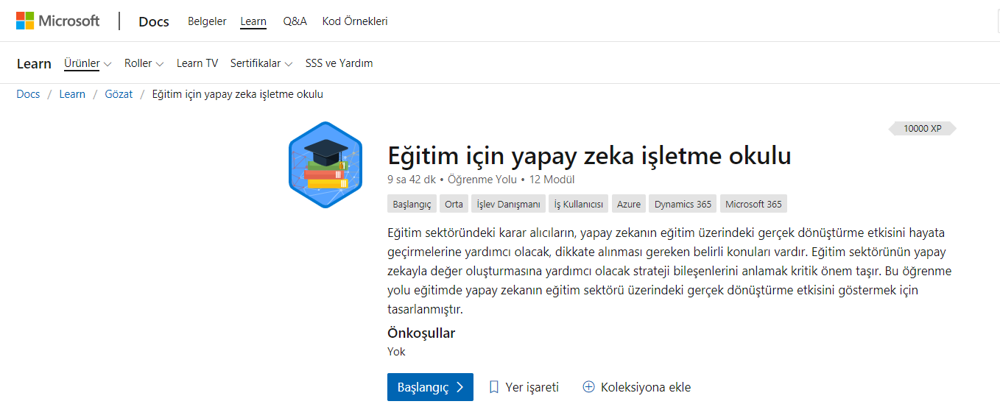 Microsoft | Docs Belgeler Learn Q&A Kod Örnekleri
Learn Ürünler Roller Learn TV Sertifikalar SSS ve Yardım
Docs / Learn / Gözat / Eğitim için yapay zeka işletme okulu
10000 XP
Eğitim için yapay zeka işletme okulu
9 sa 42 dk • Öğrenme Yolu • 12 Modül
Başlangıç Orta İşlev Danışmanı İş Kullanıcısı Azure Dynamics 365 Microsoft 365
Eğitim sektöründeki karar alıcıların, yapay zekanın eğitim üzerindeki gerçek dönüştürme etkisini hayata
geçirmelerine yardımcı olacak, dikkate alınması gereken belirli konuları vardır. Eğitim sektörünün yapay
zekayla değer oluşturmasına yardımcı olacak strateji bileşenlerini anlamak kritik önem taşır. Bu öğrenme
yolu eğitimde yapay zekanın eğitim sektörü üzerindeki gerçek dönüştürme etkisini göstermek için
tasarlanmıştır.
Önkoşullar
Yok
Başlangıç Yer işareti Koleksiyona ekle